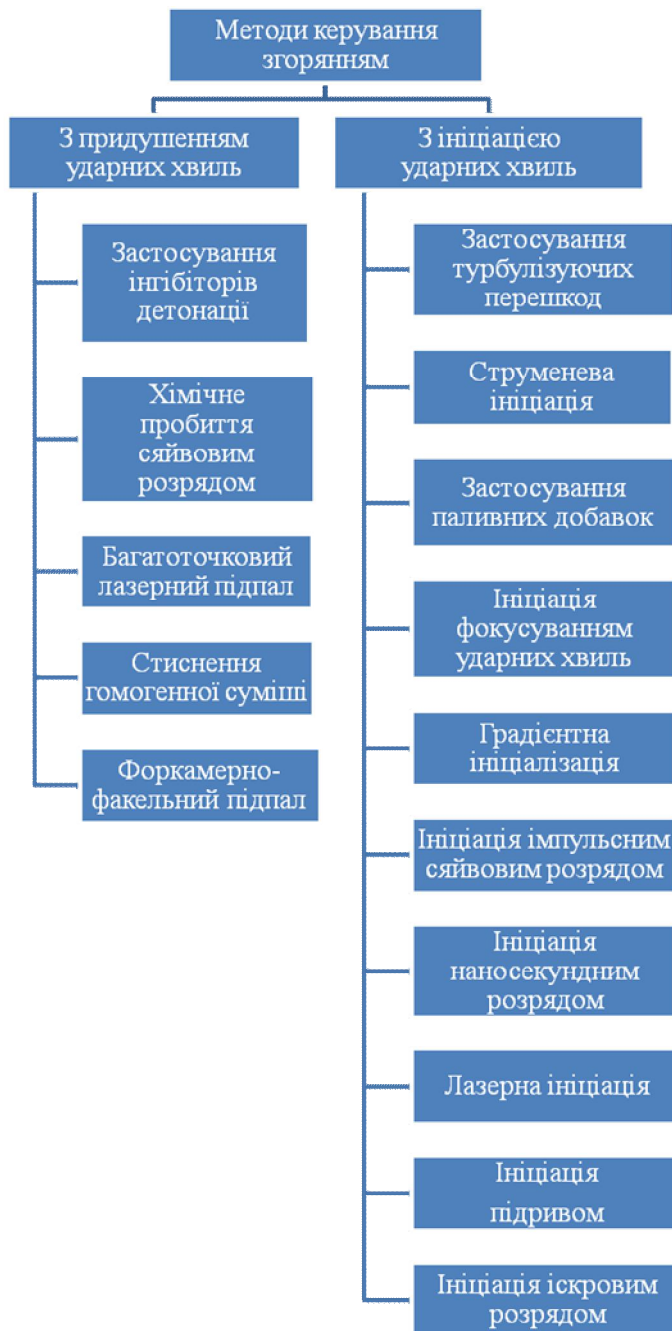 Методи керування
згорянням
З придушенням
ударних хвиль
Застосування
інгібіторів
детонації
Хімічне
пробиття
сяйвовим
розрядом
Багатоточковий
лазерний підпал
Стиснення
гомогенної суміші
Форкамерно-
факельний підпал
З ініціацією
ударних хвиль
Застосування
турбулізуючих
перешкод
Струменева
ініціація
Застосування
паливних добавок
Ініціація
фокусуванням
ударних хвиль
Градієнтна
ініціалізація
Ініціація імпульсним
сяйвовим розрядом
Ініціація
наносекундним
розрядом
Лазерна ініціація
Ініціація
підривом
Ініціація іскровим
розрядом